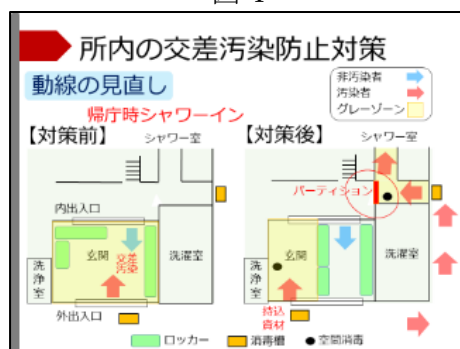 所内の交差汚染防止対策
動線の見直し
非汚染者
汚染者
グレーゾーン
帰庁時シャワーイン
【対策前】
シャワー室
【対策後】
シャワー室
パーティション
内出入口
玄関
交差
汚染
洗濯室
洗浄室
外出入口
玄関
洗濯室
洗浄室
持込
資材
ロッカー
消毒槽
空間消毒